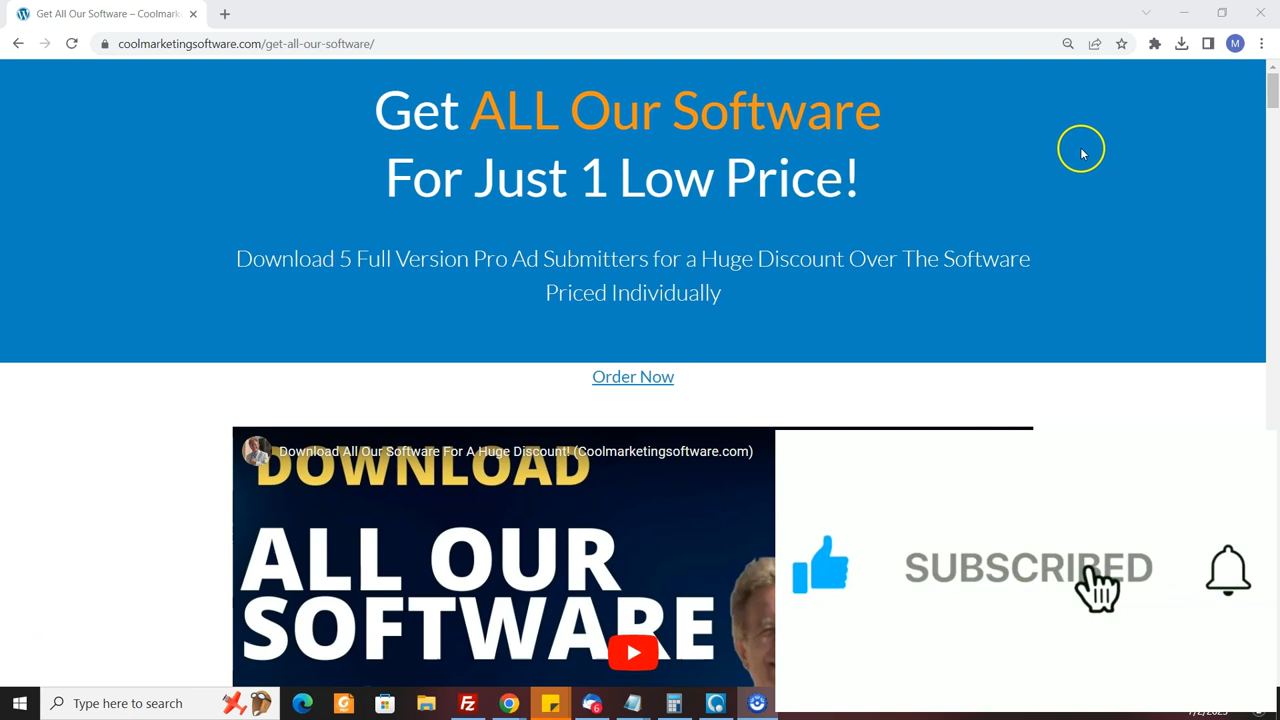 Get All Our Software – Coolmark
coolmarketingsoftware.com/get-all-our-software/
M
Get ALL Our Software
For Just 1 Low Price!
Download 5 Full Version Pro Ad Submitters for a Huge Discount Over The Software
Priced Individually
Order Now
Download All Our Software For A Huge Discount! (Coolmarketingsoftware.com)
DOWNLOAD
ALL OUR
SOFTWARE
SUBSCRIBED
Type here to search
Fz
6